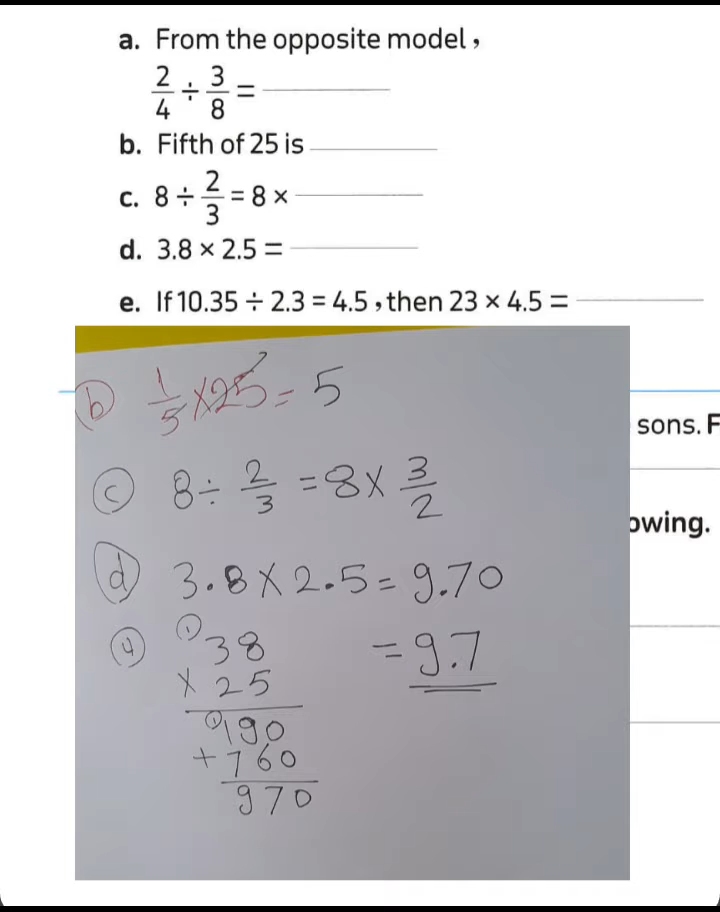 a. From the opposite model,
2/4 ÷ 3/8 =
b. Fifth of 25 is
c. 8 ÷ 2/3 = 8 ×
d. 3.8 × 2.5 =
e. If 10.35 ÷ 2.3 = 4.5, then 23 × 4.5 =
sons. F
owing.
b 1/5 × 25 = 5
c 8 ÷ 2/3 = 8 × 3/2
d 3.8 × 2.5 = 9.70
= 9.7
4
1
38
× 25
1
190
+ 760
970